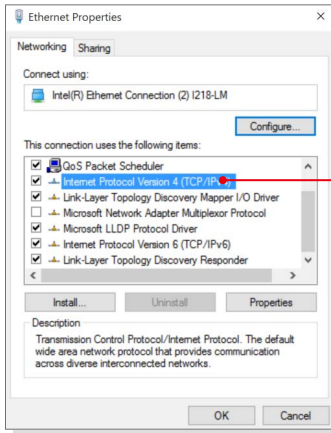 Ethernet Properties
Networking Sharing
Connect using:
Intel(R) Ethernet Connection (2) I218-LM
Configure...
This connection uses the following items:
QoS Packet Scheduler
Internet Protocol Version 4 (TCP/IPv4)
Link-Layer Topology Discovery Mapper I/O Driver
Microsoft Network Adapter Multiplexor Protocol
Microsoft LLDP Protocol Driver
Internet Protocol Version 6 (TCP/IPv6)
Link-Layer Topology Discovery Responder
Install... Uninstall Properties
Description
Transmission Control Protocol/Internet Protocol. The default
wide area network protocol that provides communication
across diverse interconnected networks.
OK Cancel